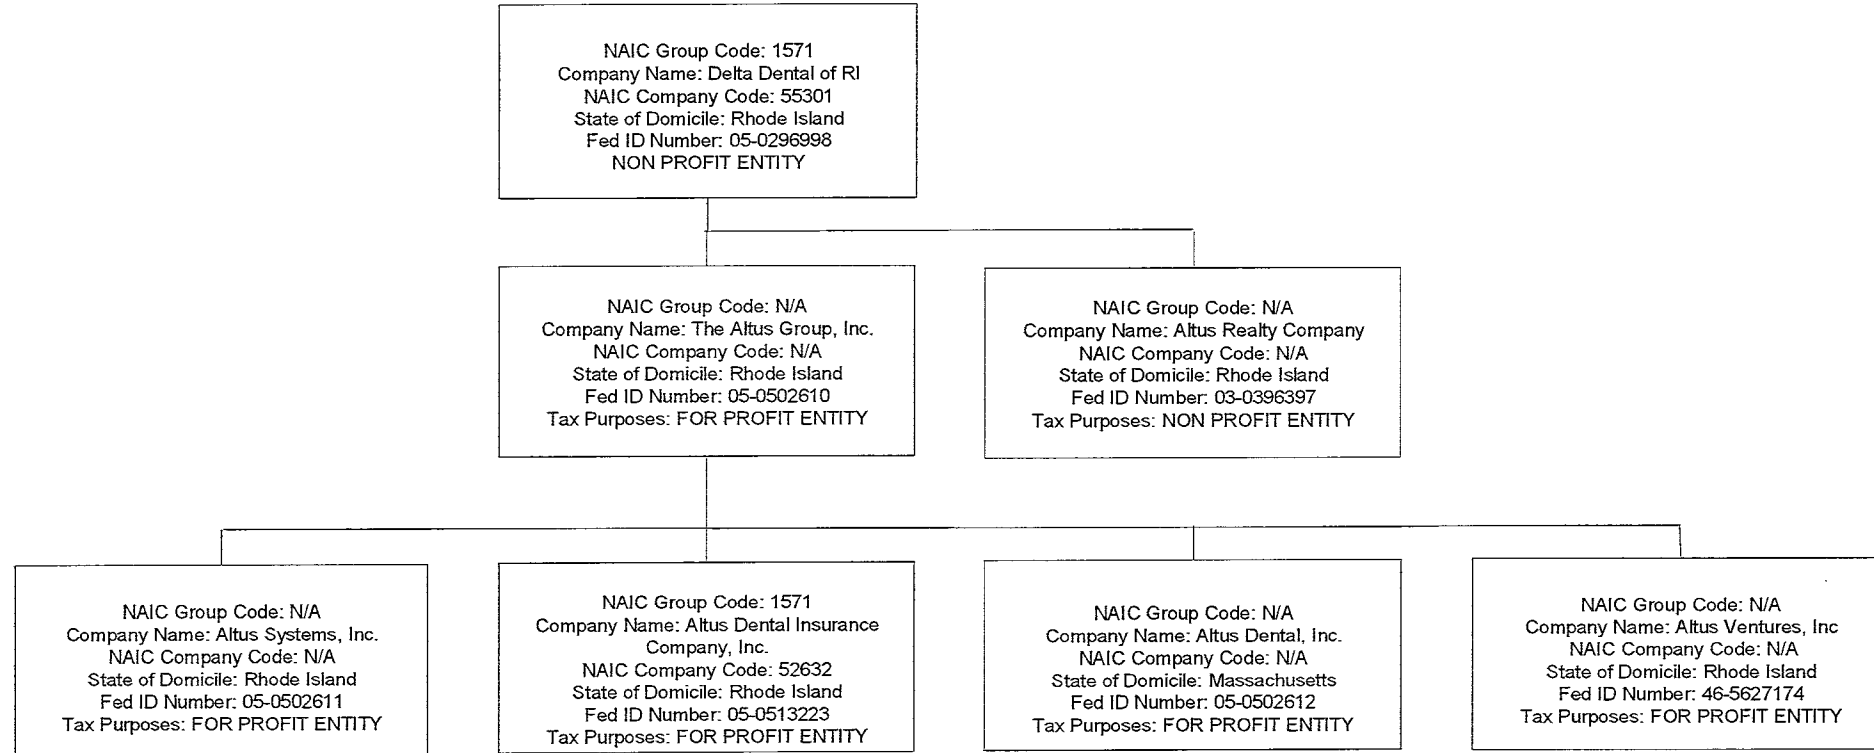 NAIC Group Code: 1571
Company Name: Delta Dental of RI
NAIC Company Code: 55301
State of Domicile: Rhode Island
Fed ID Number: 05-0296998
NON PROFIT ENTITY
NAIC Group Code: N/A
Company Name: The Altus Group, Inc.
NAIC Company Code: N/A
State of Domicile: Rhode Island
Fed ID Number: 05-0502610
Tax Purposes: FOR PROFIT ENTITY
NAIC Group Code: N/A
Company Name: Altus Realty Company
NAIC Company Code: N/A
State of Domicile: Rhode Island
Fed ID Number: 03-0396397
Tax Purposes: NON PROFIT ENTITY
NAIC Group Code: N/A
Company Name: Altus Systems, Inc.
NAIC Company Code: N/A
State of Domicile: Rhode Island
Fed ID Number: 05-0502611
Tax Purposes: FOR PROFIT ENTITY
NAIC Group Code: 1571
Company Name: Altus Dental Insurance
Company, Inc.
NAIC Company Code: 52632
State of Domicile: Rhode Island
Fed ID Number: 05-0513223
Tax Purposes: FOR PROFIT ENTITY
NAIC Group Code: N/A
Company Name: Altus Dental, Inc.
NAIC Company Code: N/A
State of Domicile: Massachusetts
Fed ID Number: 05-0502612
Tax Purposes: FOR PROFIT ENTITY
NAIC Group Code: N/A
Company Name: Altus Ventures, Inc
NAIC Company Code: N/A
State of Domicile: Rhode Island
Fed ID Number: 46-5627174
Tax Purposes: FOR PROFIT ENTITY